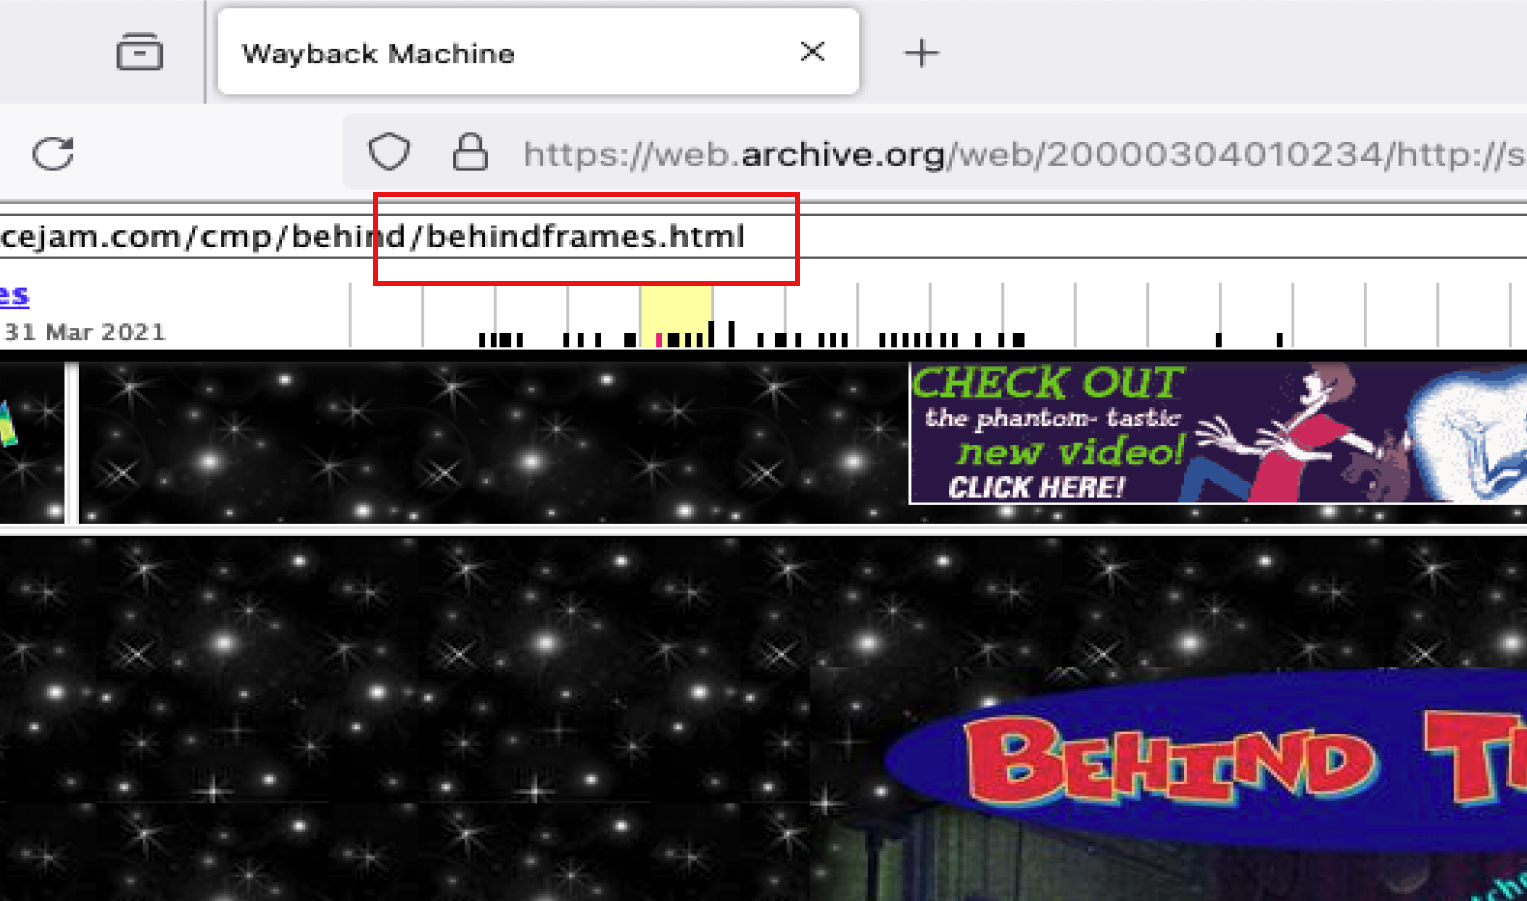 Wayback Machine
https://web.archive.org/web/20000304010234/http://s
cejam.com/cmp/behind/behindframes.html
es
31 Mar 2021
CHECK OUT
the phantom- tastic
new video!
CLICK HERE!
BEHIND